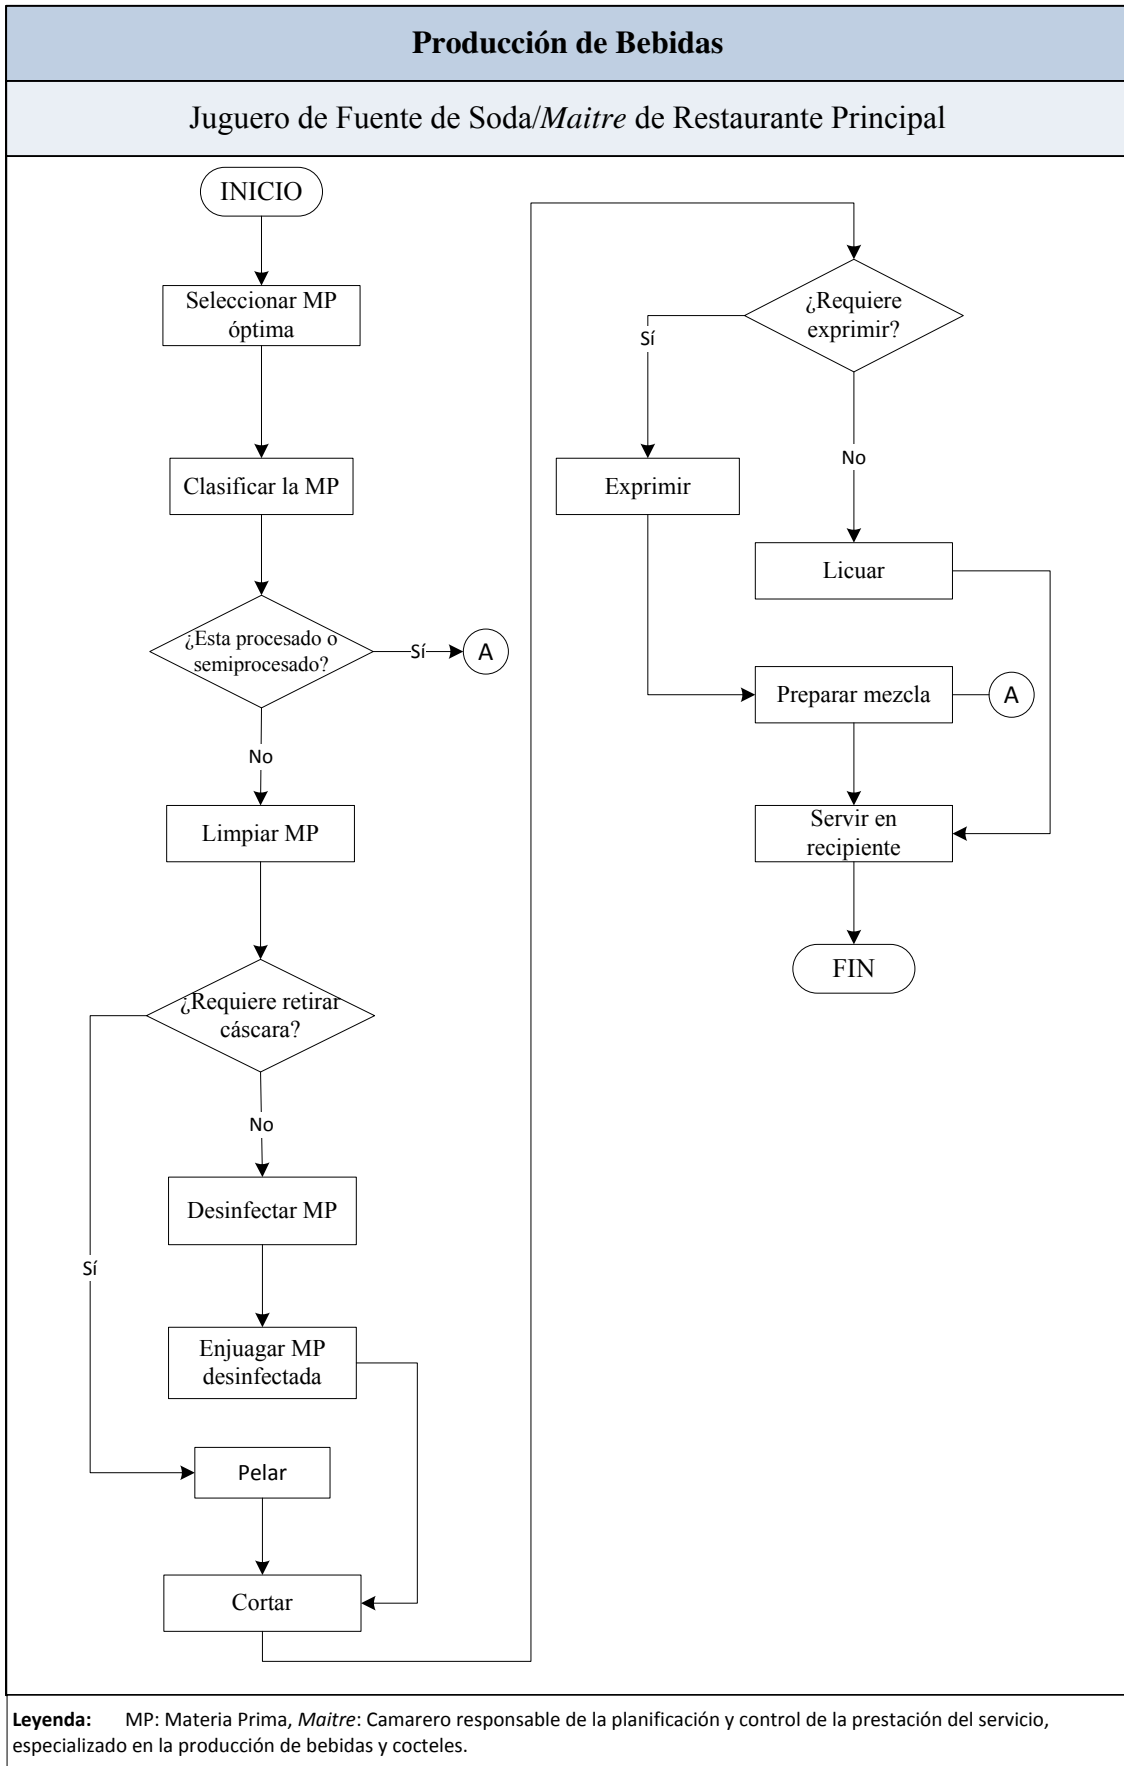 Producción de Bebidas
Juguero de Fuente de Soda/Maitre de Restaurante Principal
INICIO
Seleccionar MP
óptima
Clasificar la MP
¿Esta procesado o
semiprocesado?
Sí
A
No
Limpiar MP
¿Requiere retirar
cáscara?
No
Sí
Desinfectar MP
Enjuagar MP
desinfectada
Pelar
Cortar
¿Requiere
exprimir?
Sí
No
Exprimir
Licuar
Preparar mezcla
A
Servir en
recipiente
FIN
Leyenda: MP: Materia Prima, Maitre: Camarero responsable de la planificación y control de la prestación del servicio,
especializado en la producción de bebidas y cocteles.